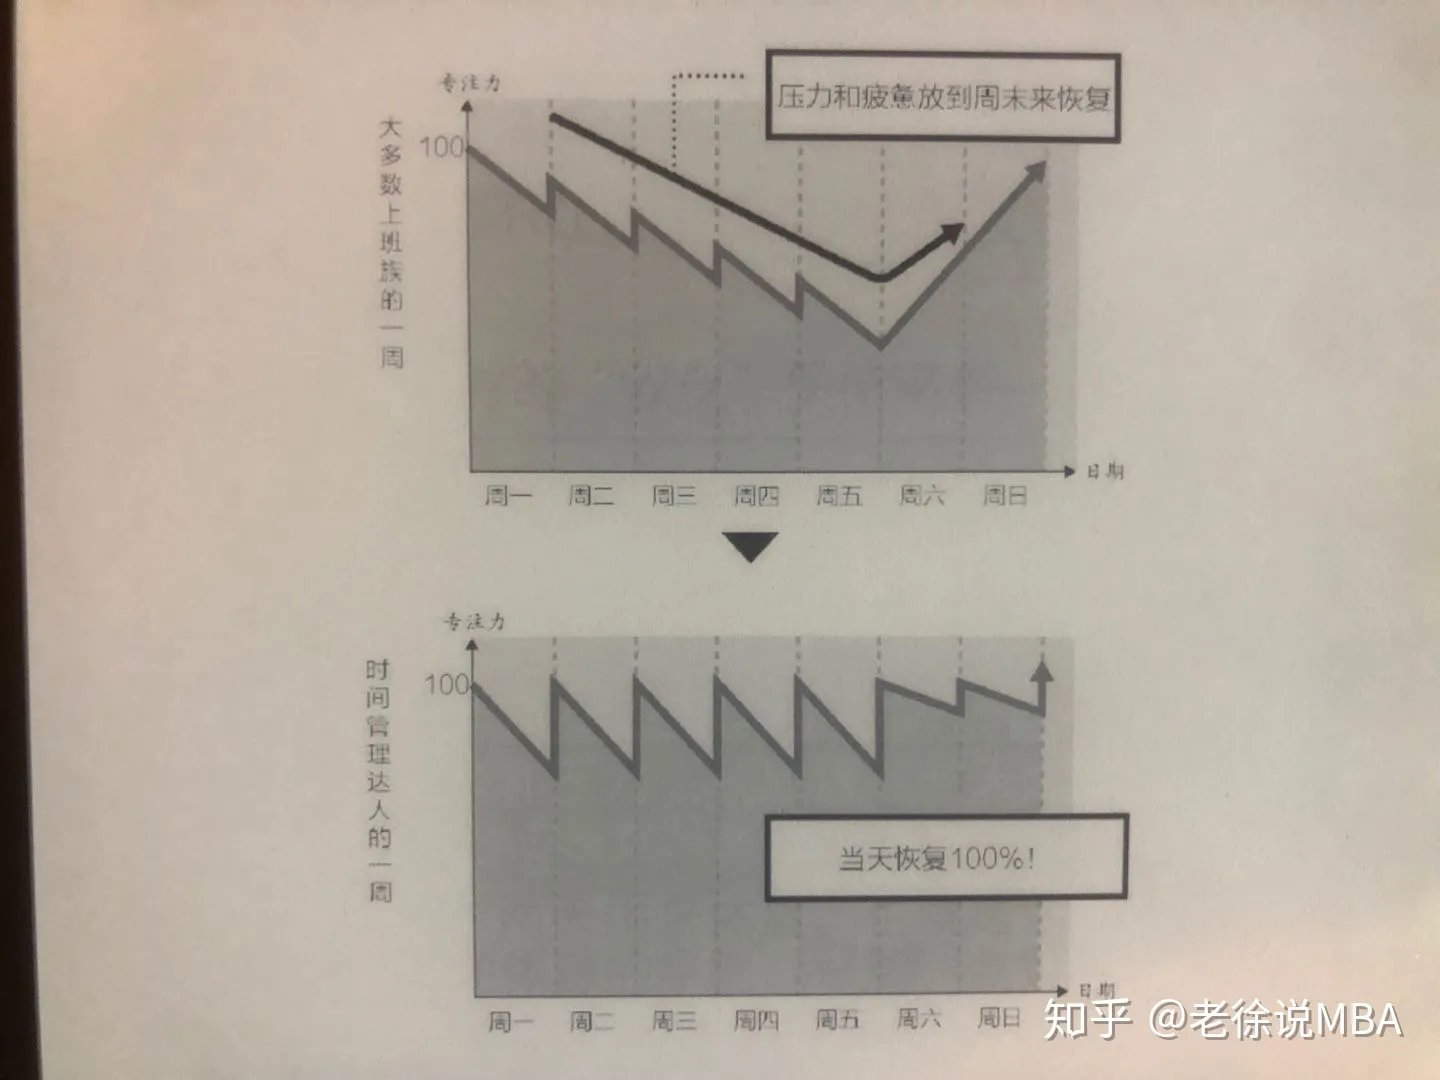 专注力
压力和疲惫放到周末来恢复
大多数上班族的一周
100
日期
周一 周二 周三 周四 周五 周六 周日
专注力
时间管理达人的一周
100
当天恢复100%！
日期
周一 周二 周三 周四 周五 周六 周日
知乎 @老徐说MBA